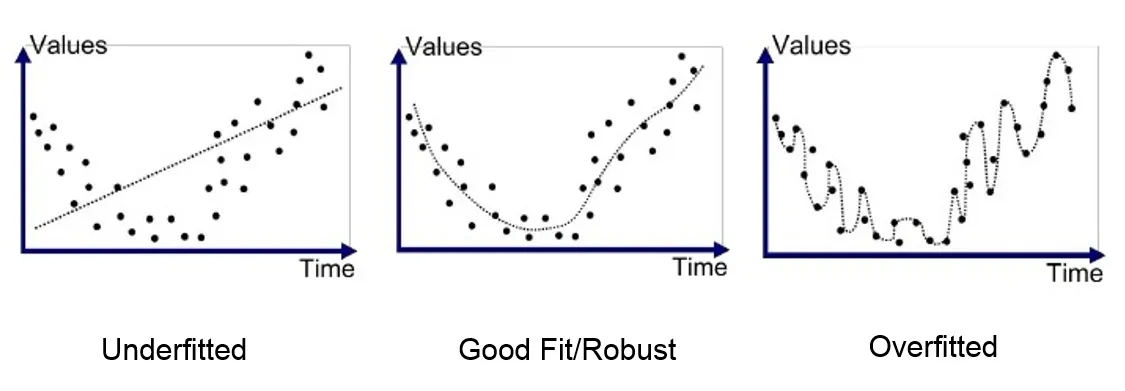 Values
Values
Values
Time
Time
Time
Underfitted
Good Fit/Robust
Overfitted